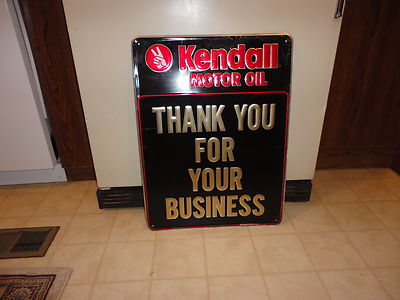 Kendall
MOTOR OIL
THANK YOU
FOR
YOUR
BUSINESS